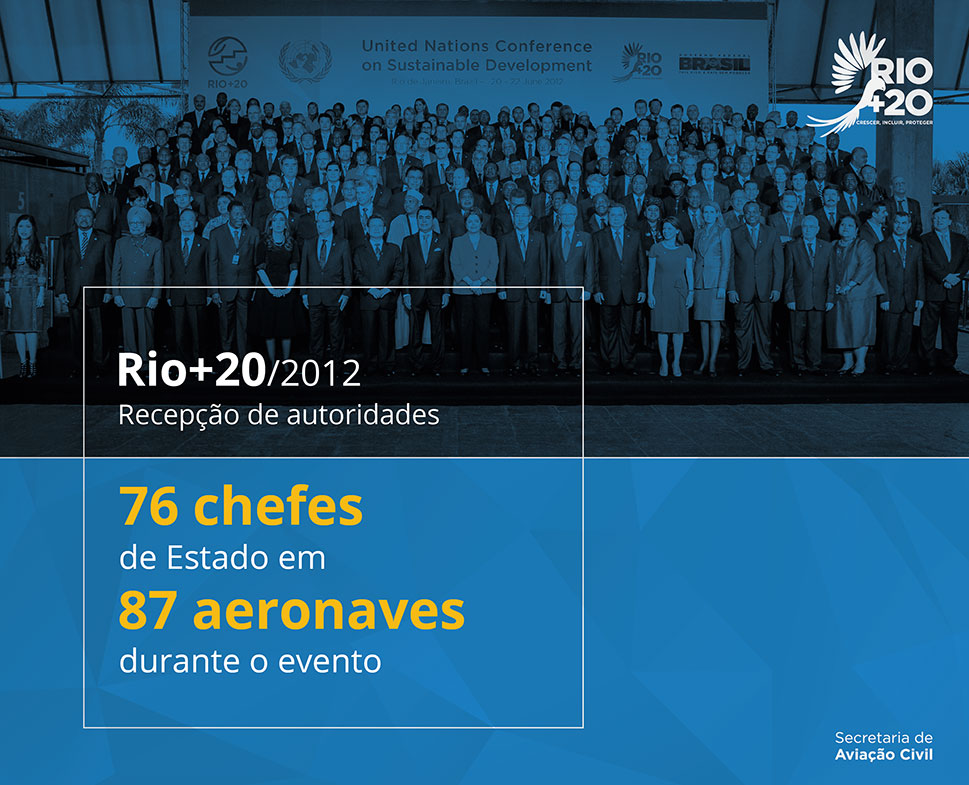 United Nations Conference
on Sustainable Development
Rio de Janeiro, Brazil - 20 - 22 June 2012
RIO+20
RIO
+20
BRASIL
RIO
+20
CRESCER, INCLUIR, PROTEGER
5
Rio+20/2012
Recepção de autoridades
76 chefes
de Estado em
87 aeronaves
durante o evento
Secretaria de
Aviação Civil